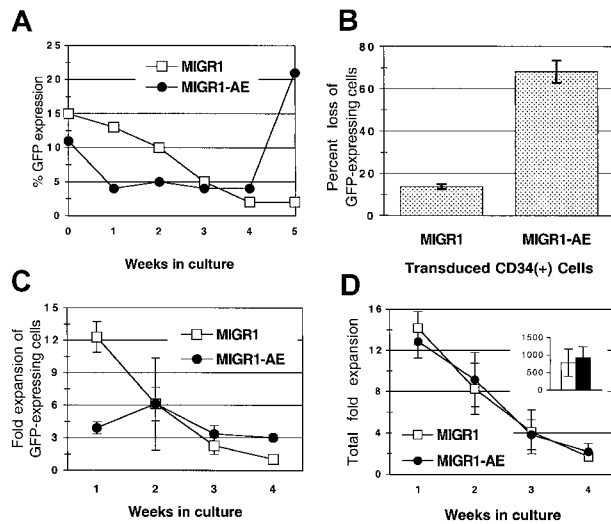 A
% GFP expression
25
20
15
10
5
0
MIGR1
MIGR1-AE
0 1 2 3 4 5
Weeks in culture
B
Percent loss of
GFP-expressing cells
80
60
40
20
0
MIGR1 MIGR1-AE
Transduced CD34(+) Cells
C
Fold expansion of
GFP-expressing cells
15
12
9
6
3
0
MIGR1
MIGR1-AE
1 2 3 4
Weeks in culture
D
Total fold expansion
16
12
8
4
0
1500
1000
500
0
MIGR1
MIGR1-AE
1 2 3 4
Weeks in culture